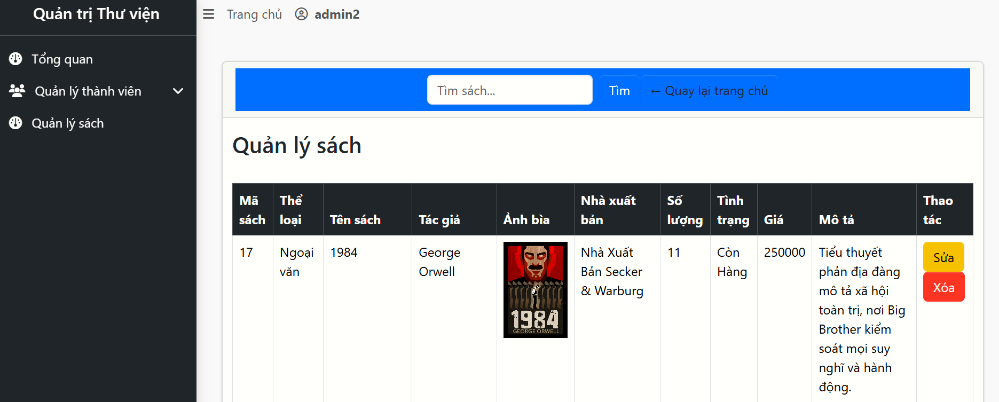 Quản trị Thư viện
Trang chủ
admin2
Tổng quan
Quản lý thành viên
Quản lý sách
Tìm sách...
Tìm
← Quay lại trang chủ
Quản lý sách
Mã sách
Thể loại
Tên sách
Tác giả
Ảnh bìa
Nhà xuất bản
Số lượng
Tình trạng
Giá
Mô tả
Thao tác
17
Ngoại
văn
1984
George
Orwell
1984
GEORGE ORWELL
Nhà Xuất
Bản Secker
& Warburg
11
Còn
Hàng
250000
Tiểu thuyết
phản địa đàng
mô tả xã hội
toàn trị, nơi Big
Brother kiểm
soát mọi suy
nghĩ và hành
động.
Sửa
Xóa